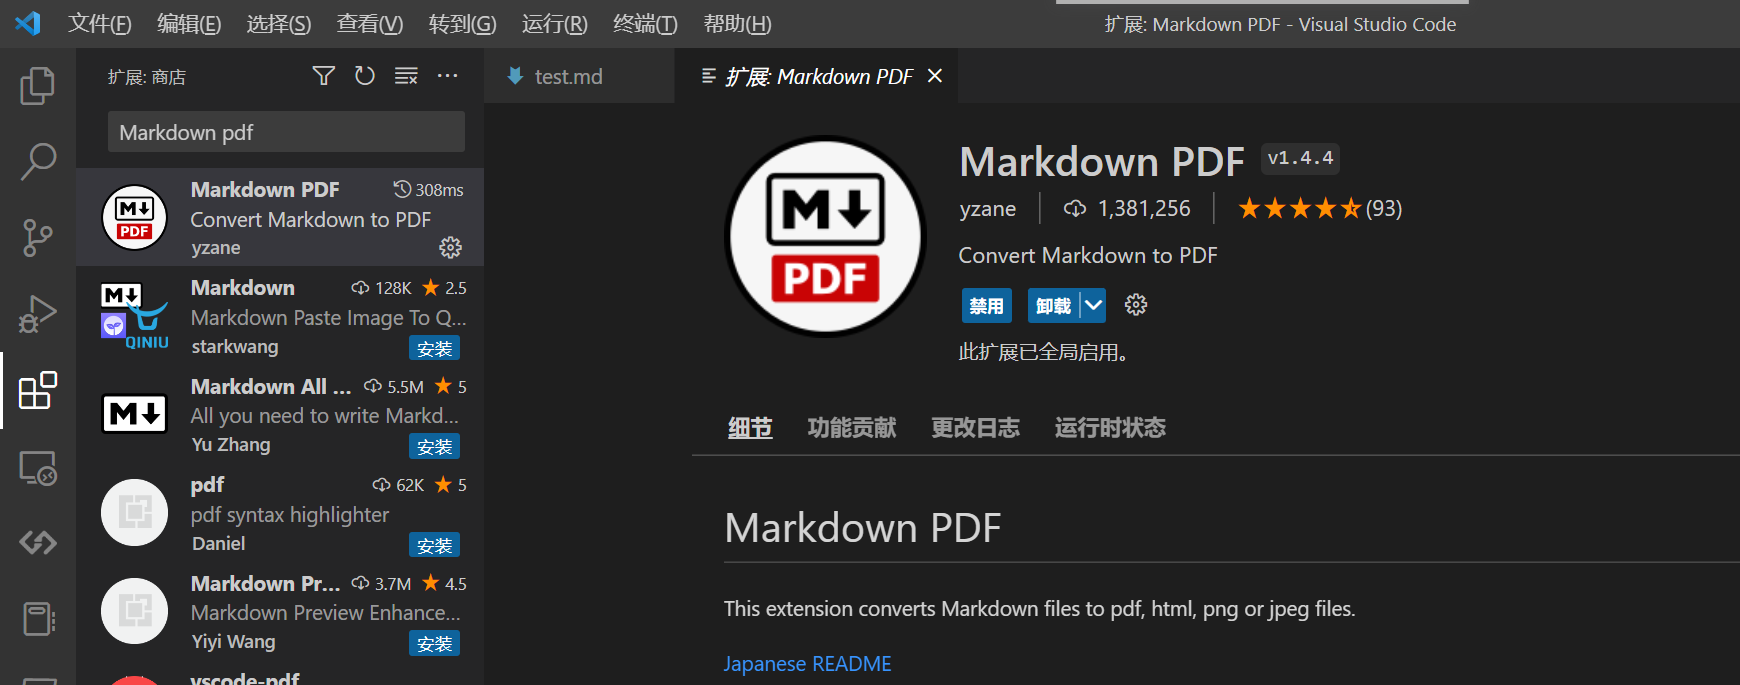 文件(F) 编辑(E) 选择(S) 查看(V) 转到(G) 运行(R) 终端(T) 帮助(H) 扩展: Markdown PDF - Visual Studio Code
扩展: 商店
Markdown pdf
Markdown PDF 308ms
Convert Markdown to PDF
yzane
Markdown 128K 2.5
Markdown Paste Image To Q...
starkwang 安装
QINIU
Markdown All ... 5.5M 5
All you need to write Markd...
Yu Zhang 安装
pdf 62K 5
pdf syntax highlighter
Daniel 安装
Markdown Pr... 3.7M 4.5
Markdown Preview Enhance...
Yiyi Wang 安装
vscode-pdf
test.md 扩展: Markdown PDF
M PDF
Markdown PDF v1.4.4
yzane 1,381,256 (93)
Convert Markdown to PDF
禁用 卸载
此扩展已全局启用。
细节 功能贡献 更改日志 运行时状态
Markdown PDF
This extension converts Markdown files to pdf, html, png or jpeg files.
Japanese README